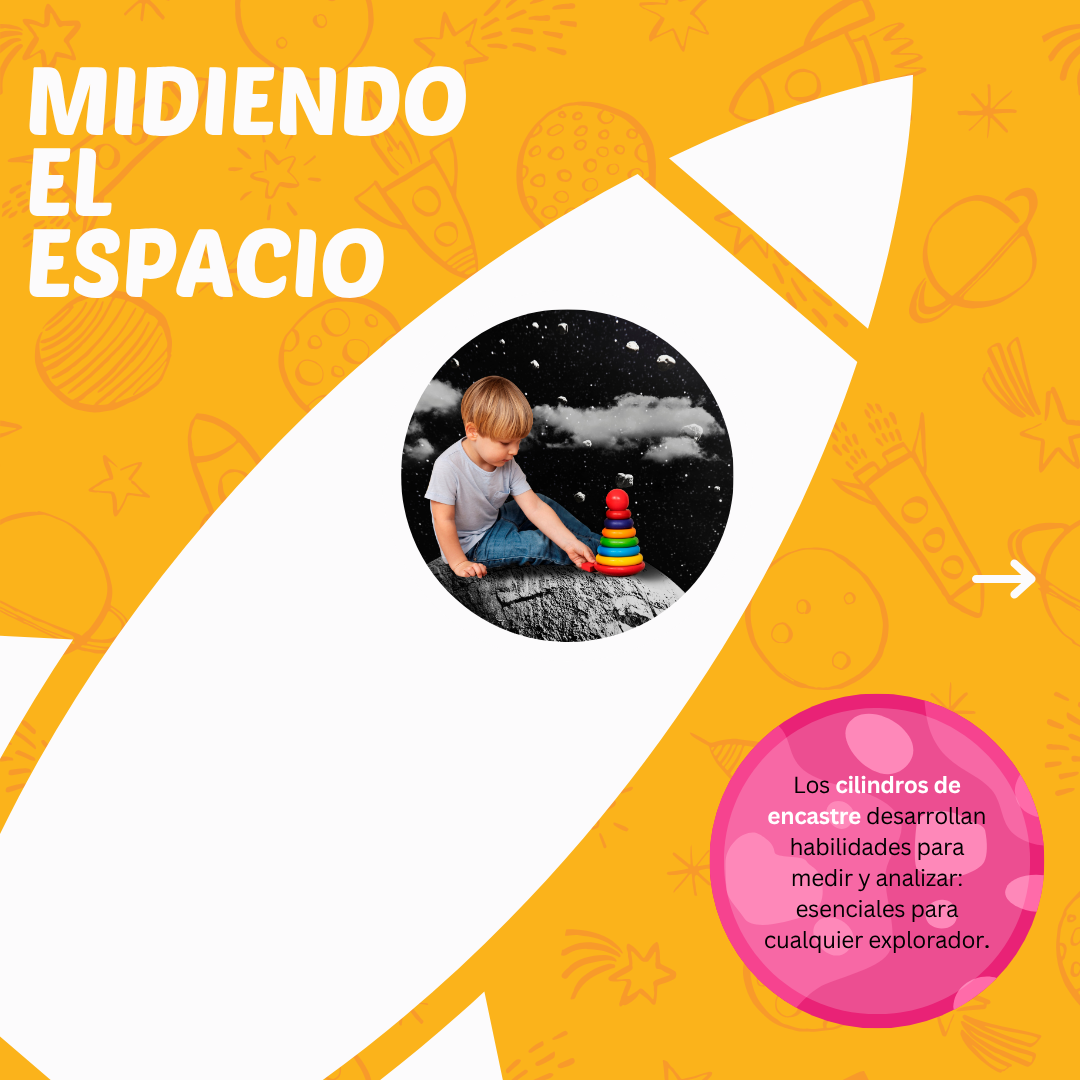 MIDIENDO
EL
ESPACIO
Los cilindros de
encastre desarrollan
habilidades para
medir y analizar:
esenciales para
cualquier explorador.